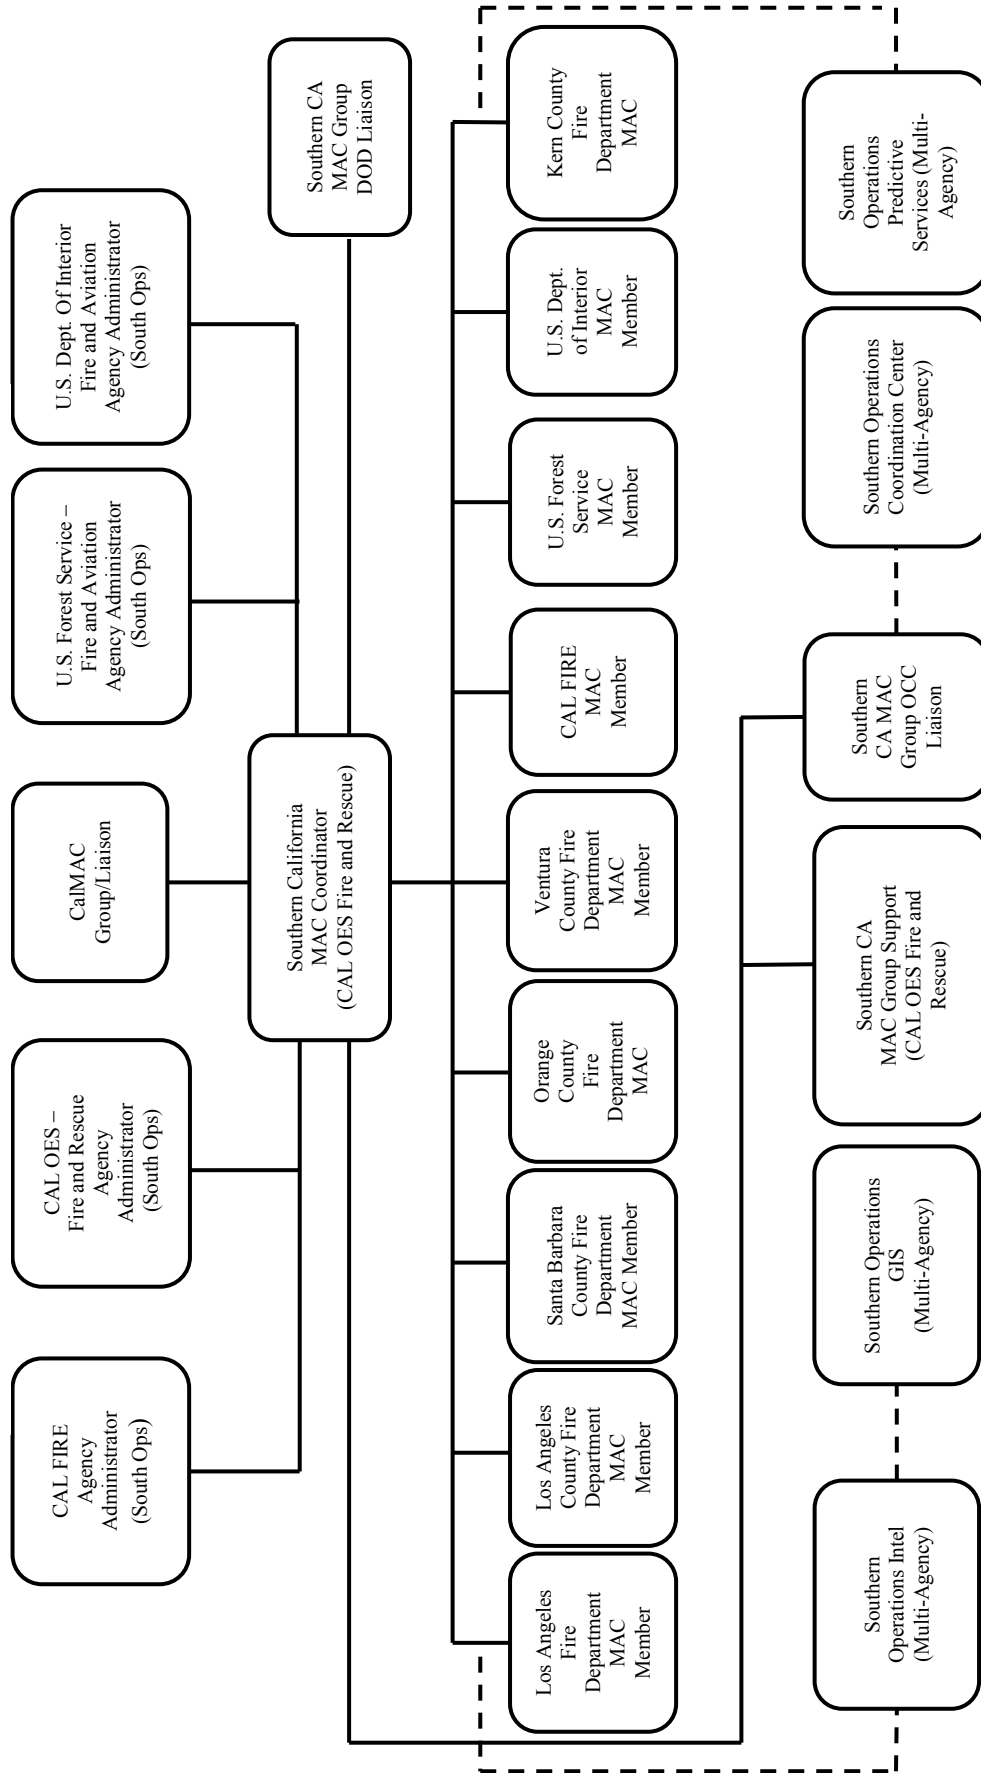 CAL FIRE
Agency
Administrator
(South Ops)
CAL OES –
Fire and Rescue
Agency
Administrator
(South Ops)
CalMAC
Group/Liaison
U.S. Forest Service –
Fire and Aviation
Agency Administrator
(South Ops)
U.S. Dept. Of Interior
Fire and Aviation
Agency Administrator
(South Ops)
Southern California
MAC Coordinator
(CAL OES Fire and Rescue)
Southern CA
MAC Group
DOD Liaison
Los Angeles
Fire
Department
MAC
Member
Los Angeles
County Fire
Department
MAC
Member
Santa Barbara
County Fire
Department
MAC Member
Orange
County
Fire
Department
MAC
Ventura
County Fire
Department
MAC
Member
CAL FIRE
MAC
Member
U.S. Forest
Service
MAC
Member
U.S. Dept.
of Interior
MAC
Member
Kern County
Fire
Department
MAC
Southern
Operations Intel
(Multi-Agency)
Southern Operations
GIS
(Multi-Agency)
Southern CA
MAC Group Support
(CAL OES Fire and
Rescue)
Southern
CA MAC
Group OCC
Liaison
Southern Operations
Coordination Center
(Multi-Agency)
Southern
Operations
Predictive
Services (Multi-
Agency)